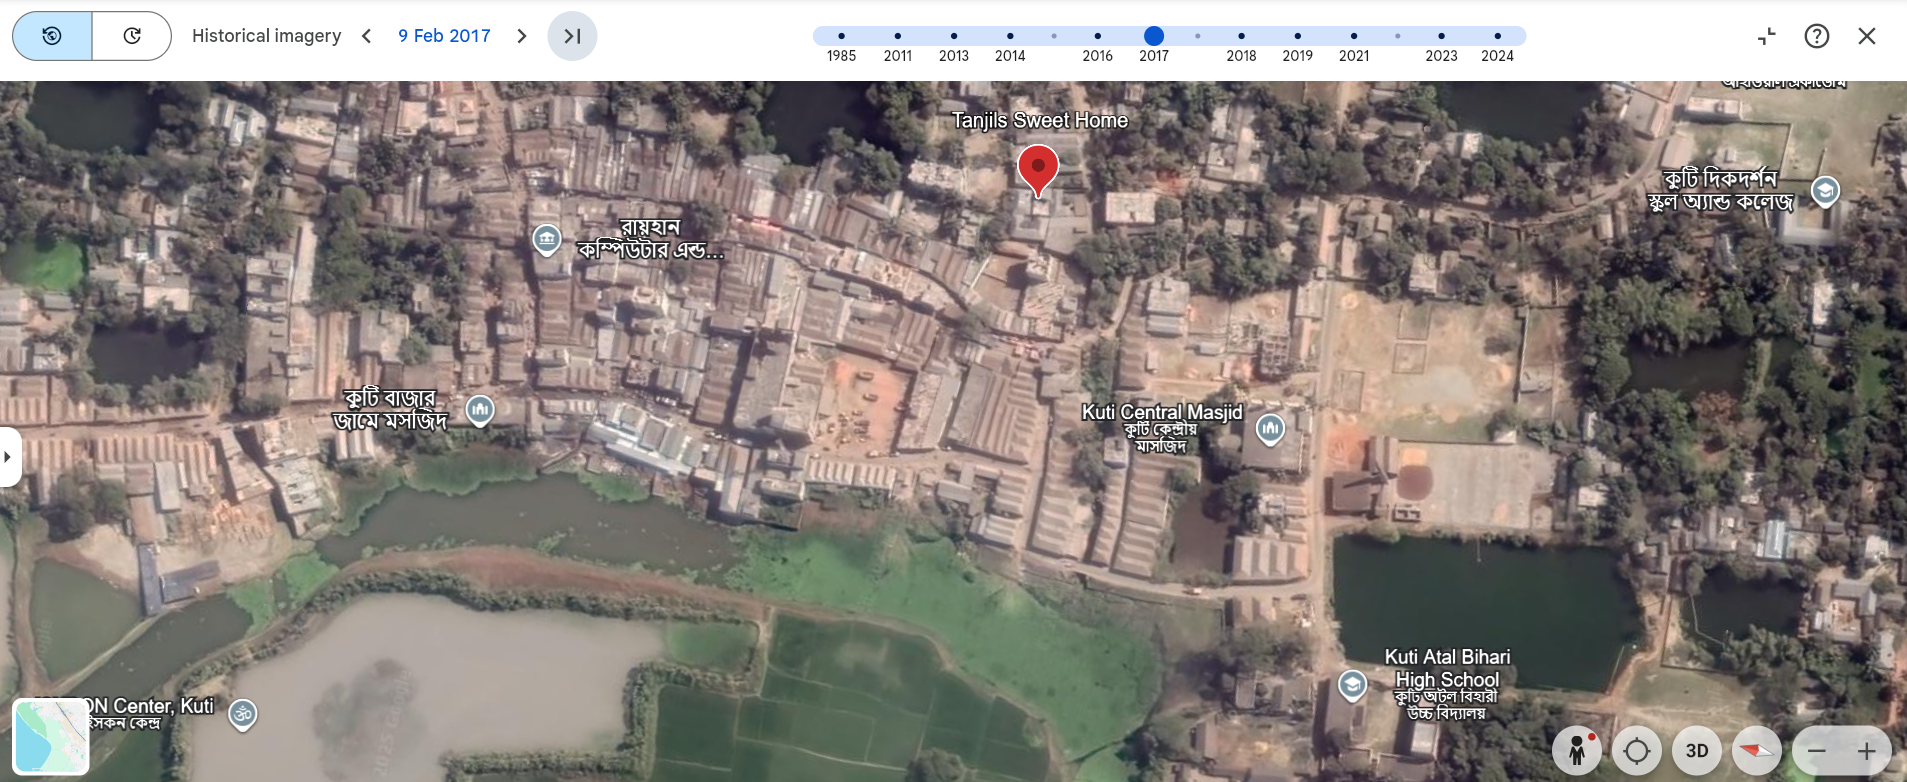 Historical imagery
9 Feb 2017
1985
2011
2013
2014
2016
2017
2018
2019
2021
2023
2024
Tanjils Sweet Home
কুটি দিকদর্শন
স্কুল অ্যান্ড কলেজ
রায়হান
কম্পিউটার এন্ড...
কুটি বাজার
জামে মসজিদ
Kuti Central Masjid
কুটি কেন্দ্রীয়
মাসজিদ
Kuti Atal Bihari
High School
কুটি অটল বিহারী
উচ্চ বিদ্যালয়
Center, Kuti
কেন্দ্র
3D